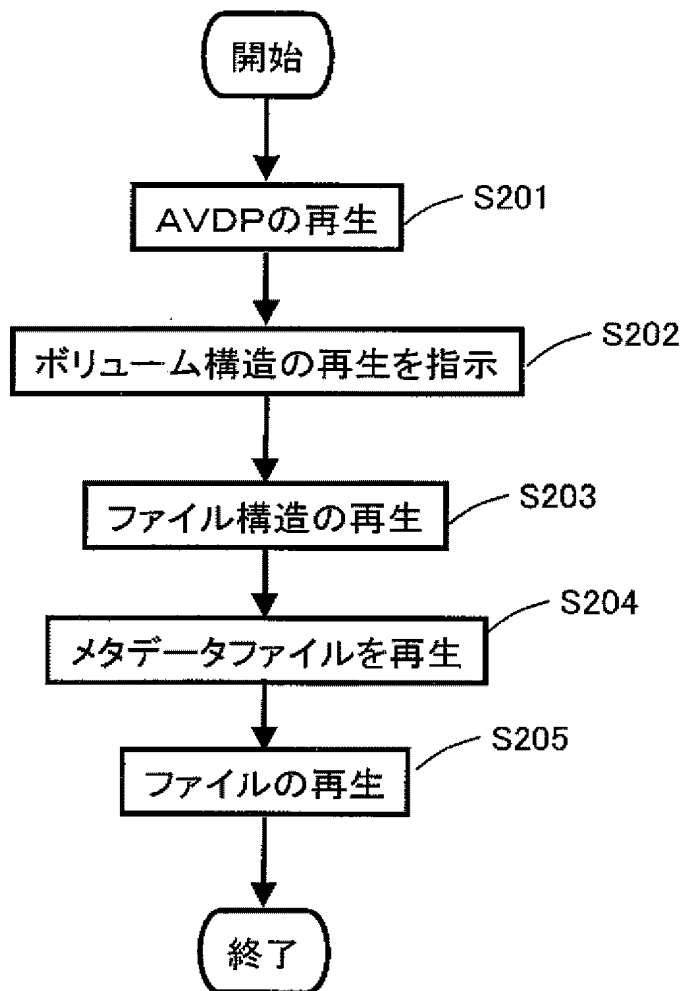 開始
AVDPの再生
S201
ボリューム構造の再生を指示
S202
ファイル構造の再生
S203
メタデータファイルを再生
S204
ファイルの再生
S205
終了